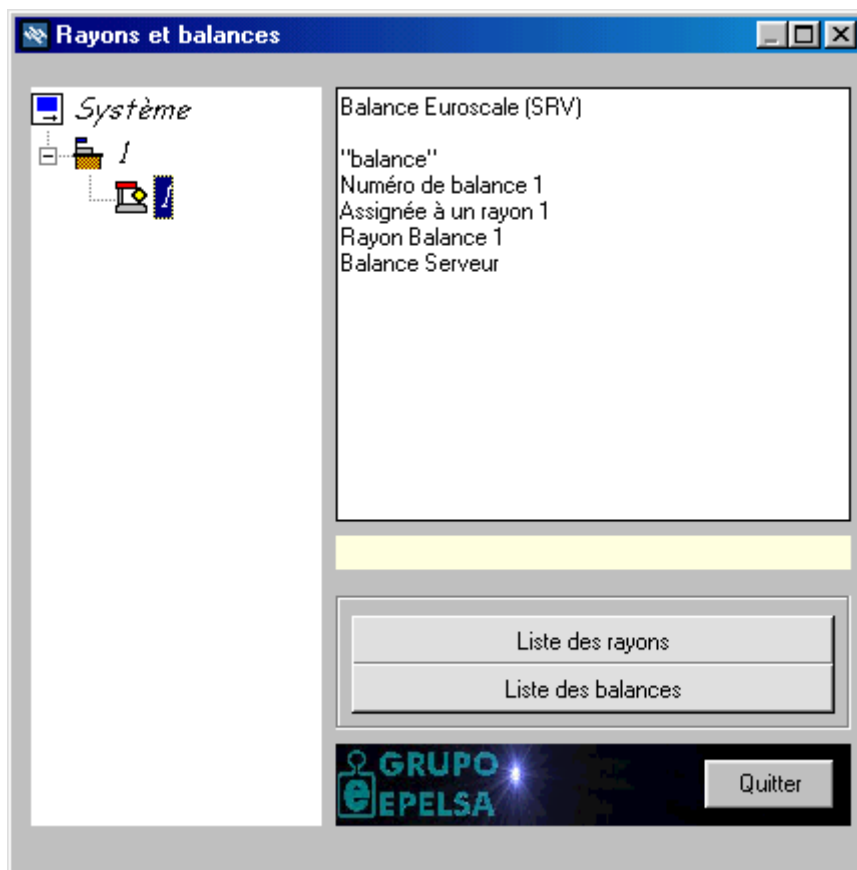 Rayons et balances
Système
1
1
Balance Euroscale (SRV)
"balance"
Numéro de balance 1
Assignée à un rayon 1
Rayon Balance 1
Balance Serveur
Liste des rayons
Liste des balances
GRUPO
e EPELSA
Quitter